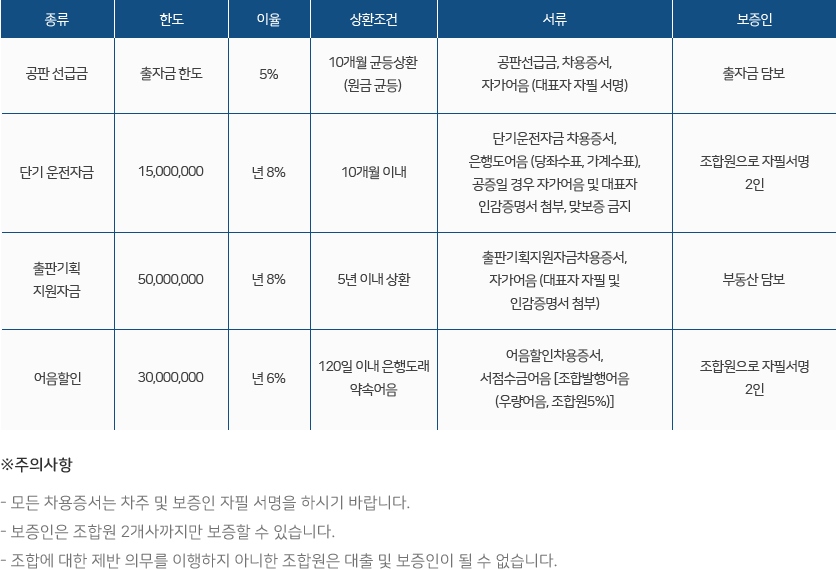 종류 한도 이율 상환조건 서류 보증인
공판 선급금 출자금 한도 5% 10개월 균등상환
(원금 균등) 공판선급금, 차용증서,
자가어음 (대표자 자필 서명) 출자금 담보
단기 운전자금 15,000,000 년 8% 10개월 이내 단기운전자금 차용증서,
은행도어음 (당좌수표, 가계수표),
공증일 경우 자가어음 및 대표자
인감증명서 첨부, 맞보증 금지 조합원으로 자필서명
2인
출판기획
지원자금 50,000,000 년 8% 5년 이내 상환 출판기획지원자금차용증서,
자가어음 (대표자 자필 및
인감증명서 첨부) 부동산 담보
어음할인 30,000,000 년 6% 120일 이내 은행도래
약속어음 어음할인차용증서,
서점수금어음 [조합발행어음
(우량어음, 조합원5%)] 조합원으로 자필서명
2인
※주의사항
- 모든 차용증서는 차주 및 보증인 자필 서명을 하시기 바랍니다.
- 보증인은 조합원 2개사까지만 보증할 수 있습니다.
- 조합에 대한 제반 의무를 이행하지 아니한 조합원은 대출 및 보증인이 될 수 없습니다.